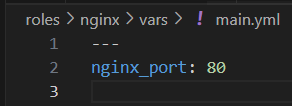 roles > nginx > vars > ! main.yml
1 ---
2 nginx_port: 80
3